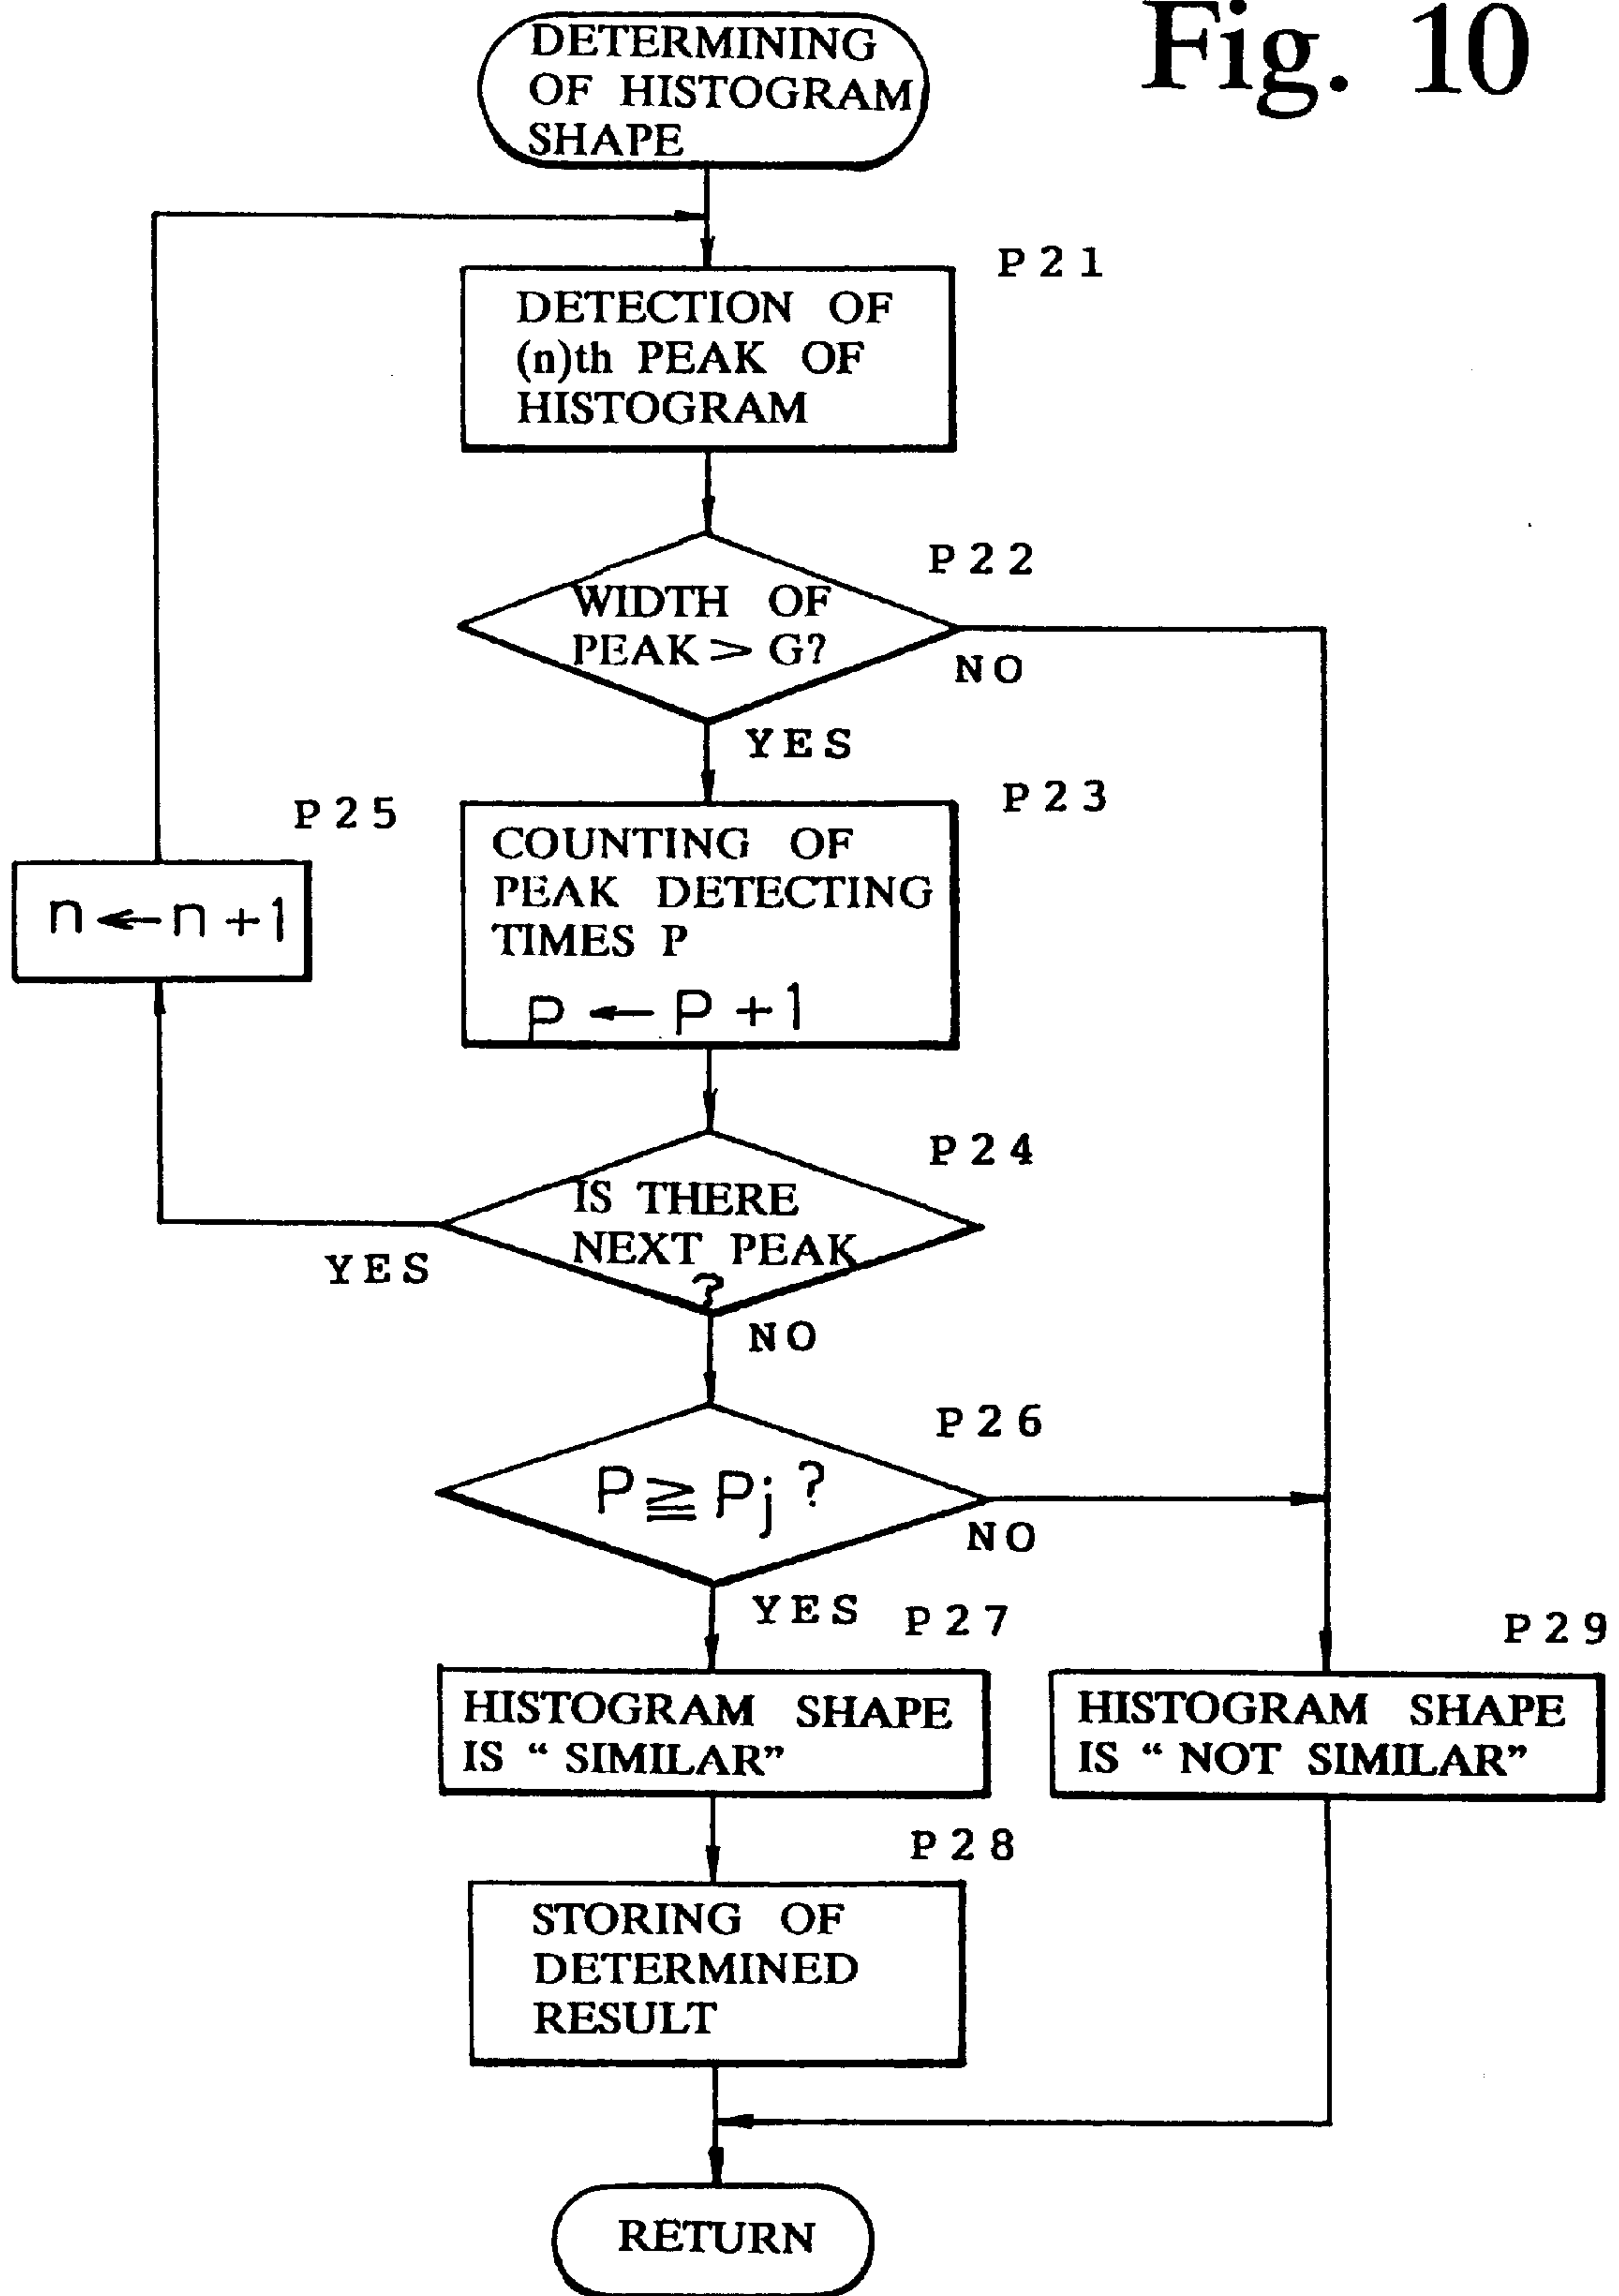 Fig. 10
DETERMINING
OF HISTOGRAM
SHAPE
P21
DETECTION OF
(n)th PEAK OF
HISTOGRAM
P22
WIDTH OF
PEAK > G?
NO
YES
P23
COUNTING OF
PEAK DETECTING
TIMES P
P ← P + 1
P25
n ← n + 1
P24
IS THERE
NEXT PEAK
?
YES
NO
P26
P ≧ Pj ?
NO
YES
P27
HISTOGRAM SHAPE
IS “ SIMILAR”
P29
HISTOGRAM SHAPE
IS “ NOT SIMILAR”
P28
STORING OF
DETERMINED
RESULT
RETURN